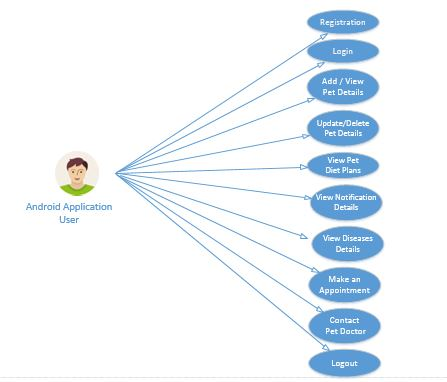 Registration
Login
Add / View
Pet Details
Update/Delete
Pet Details
View Pet
Diet Plans
Android Application
User
View Notification
Details
View Diseases
Details
Make an
Appointment
Contact
Pet Doctor
Logout